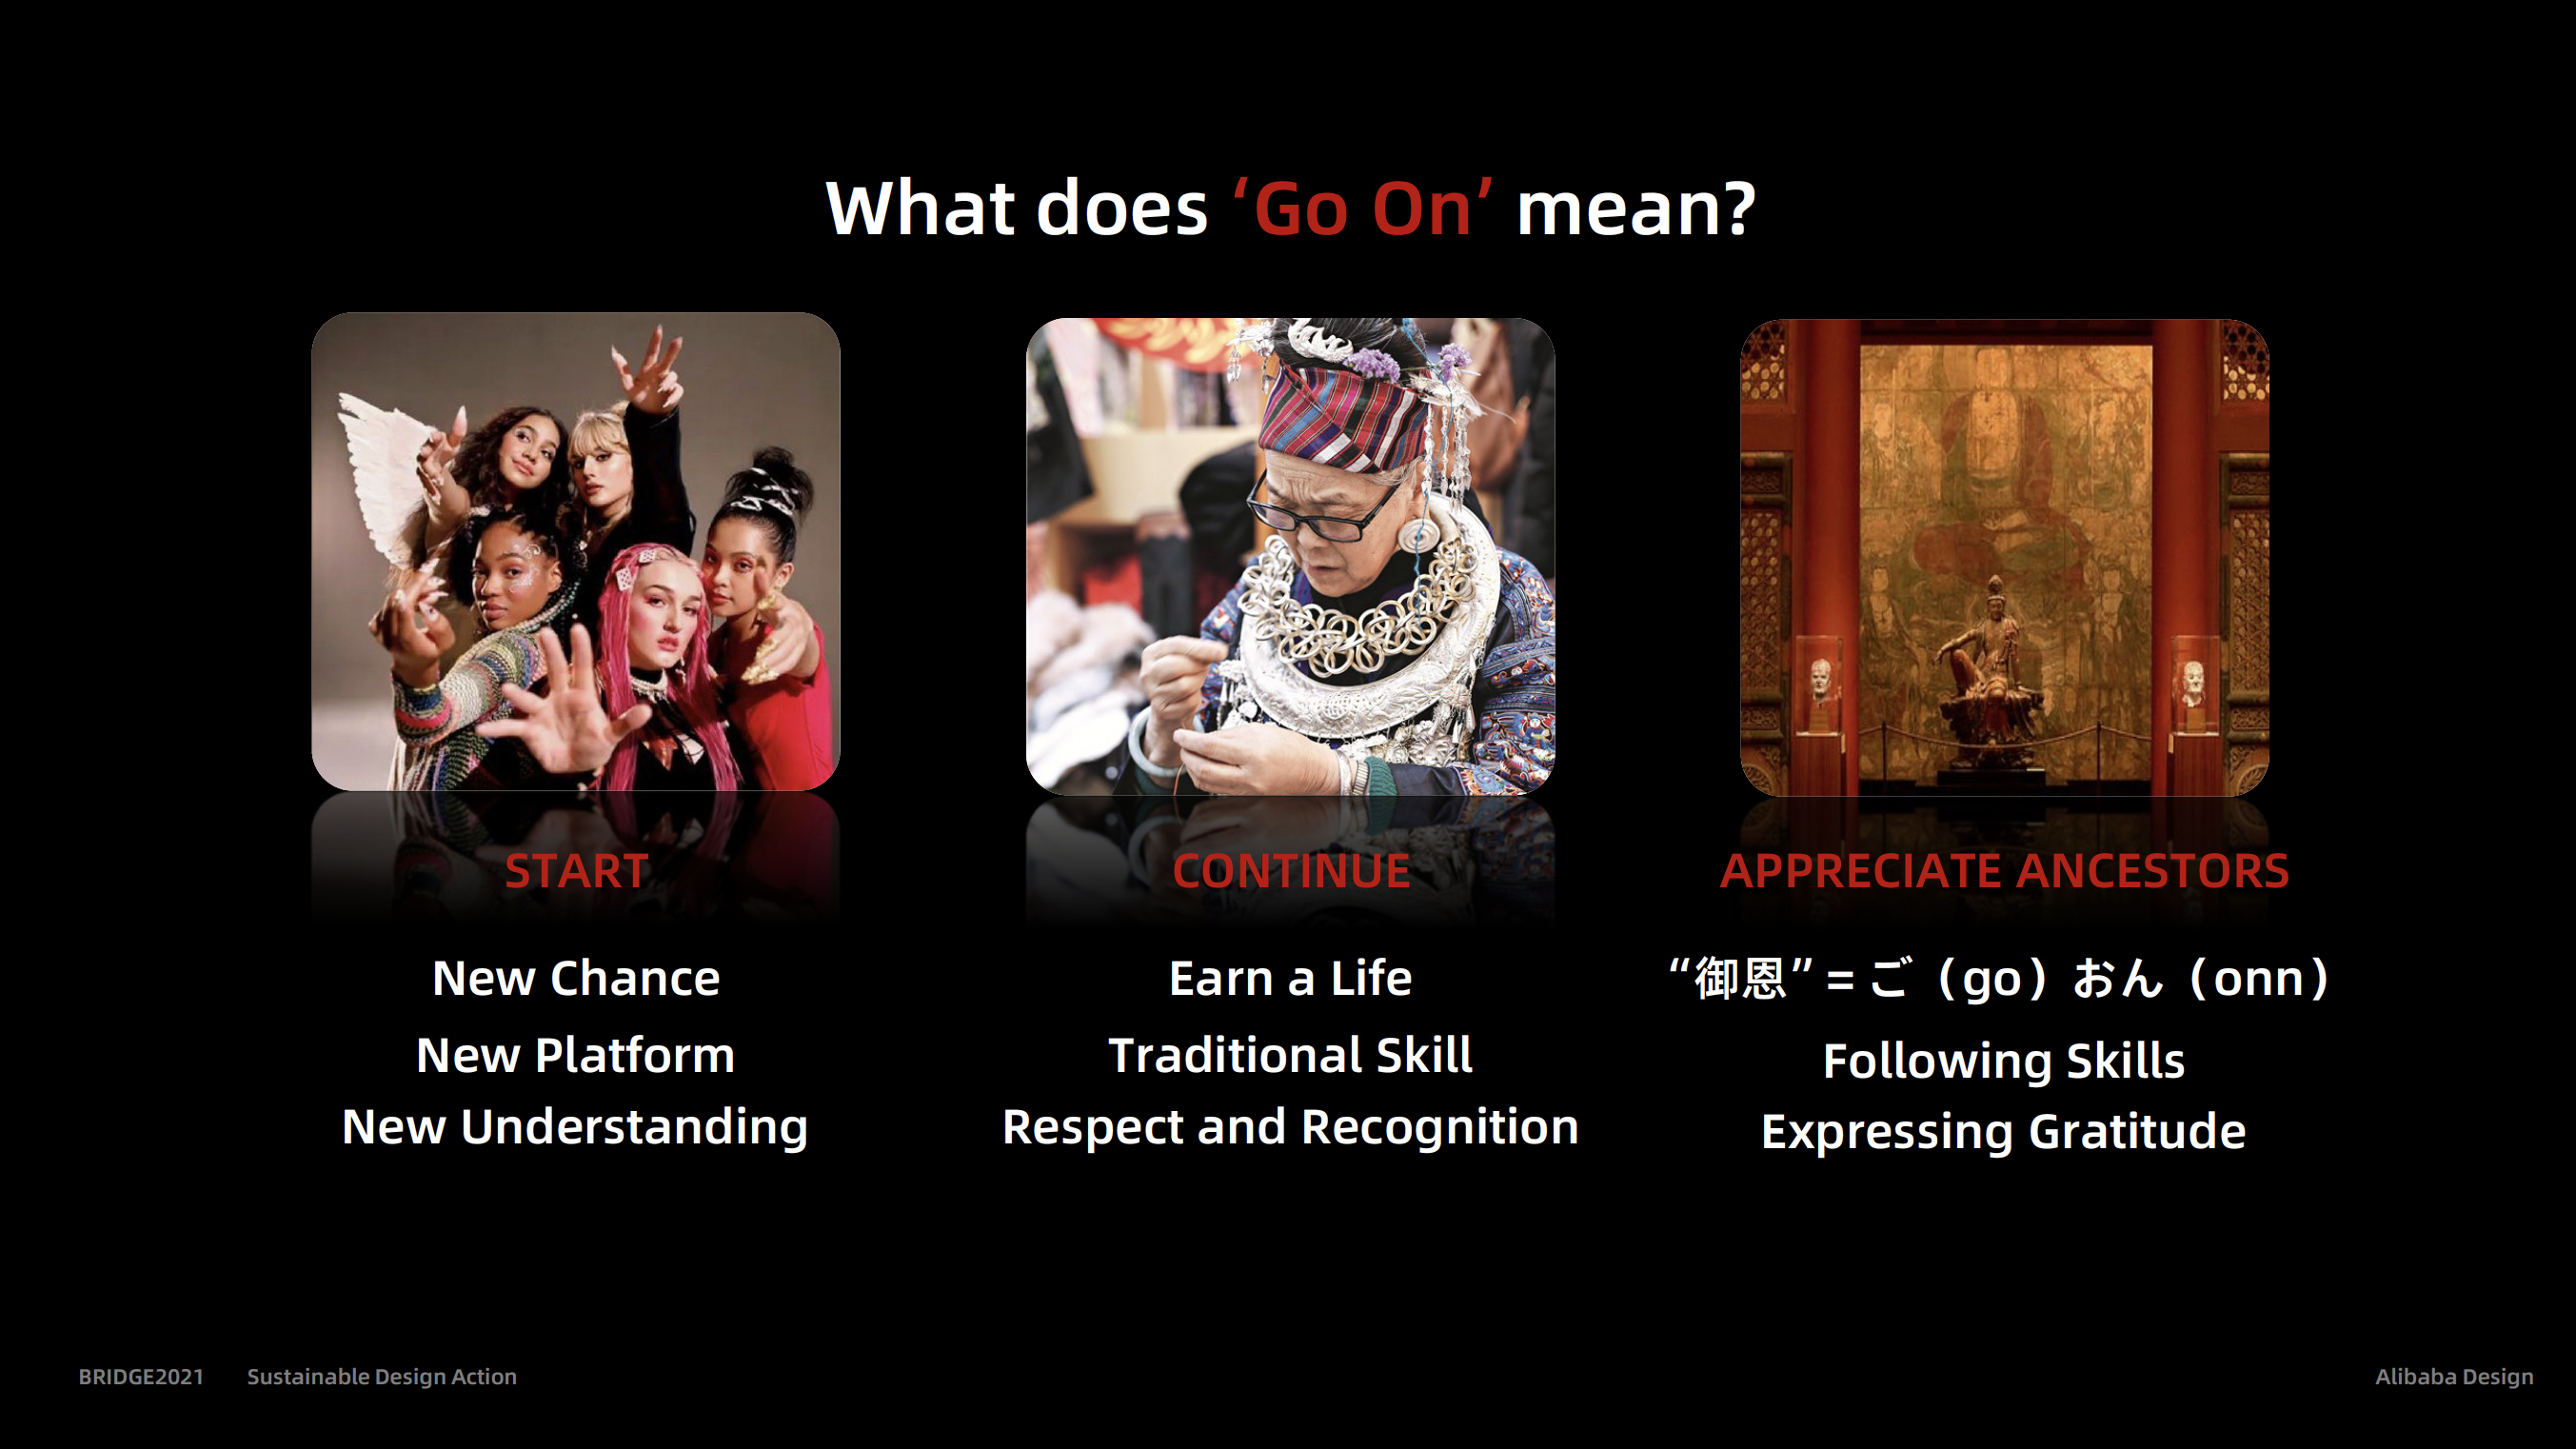 What does ‘Go On’ mean?
START
New Chance
New Platform
New Understanding
CONTINUE
Earn a Life
Traditional Skill
Respect and Recognition
APPRECIATE ANCESTORS
“御恩” = ご（go）おん（onn）
Following Skills
Expressing Gratitude
BRIDGE2021 Sustainable Design Action
Alibaba Design